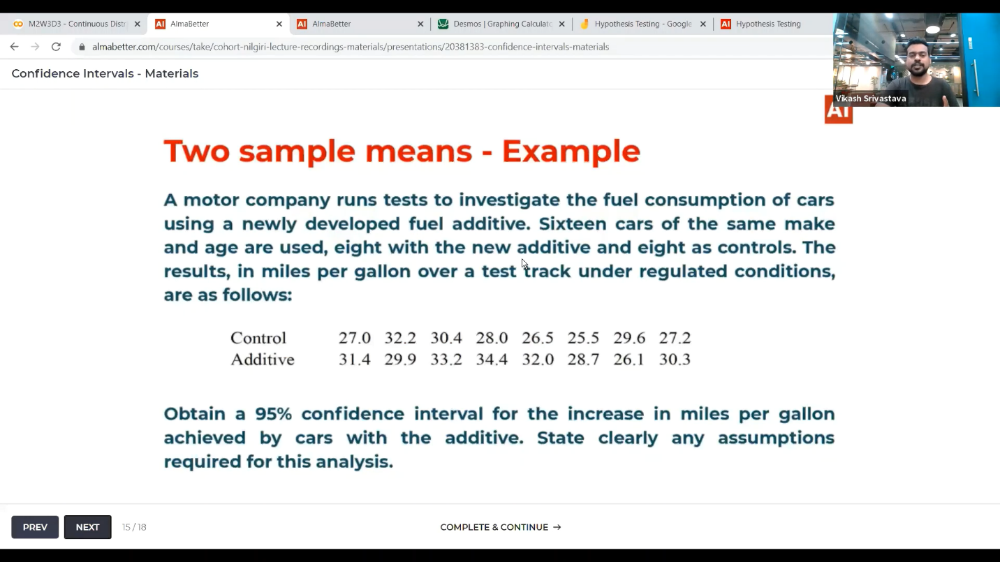 M2W3D3 - Continuous Distr
AlmaBetter
AlmaBetter
Desmos | Graphing Calculato
Hypothesis Testing - Google
Hypothesis Testing
almabetter.com/courses/take/cohort-nilgiri-lecture-recordings-materials/presentations/20381383-confidence-intervals-materials
Confidence Intervals - Materials
Vikash Srivastava
AI
Two sample means - Example
A motor company runs tests to investigate the fuel consumption of cars
using a newly developed fuel additive. Sixteen cars of the same make
and age are used, eight with the new additive and eight as controls. The
results, in miles per gallon over a test track under regulated conditions,
are as follows:
Control 27.0 32.2 30.4 28.0 26.5 25.5 29.6 27.2
Additive 31.4 29.9 33.2 34.4 32.0 28.7 26.1 30.3
Obtain a 95% confidence interval for the increase in miles per gallon
achieved by cars with the additive. State clearly any assumptions
required for this analysis.
PREV NEXT 15 / 18 COMPLETE & CONTINUE →